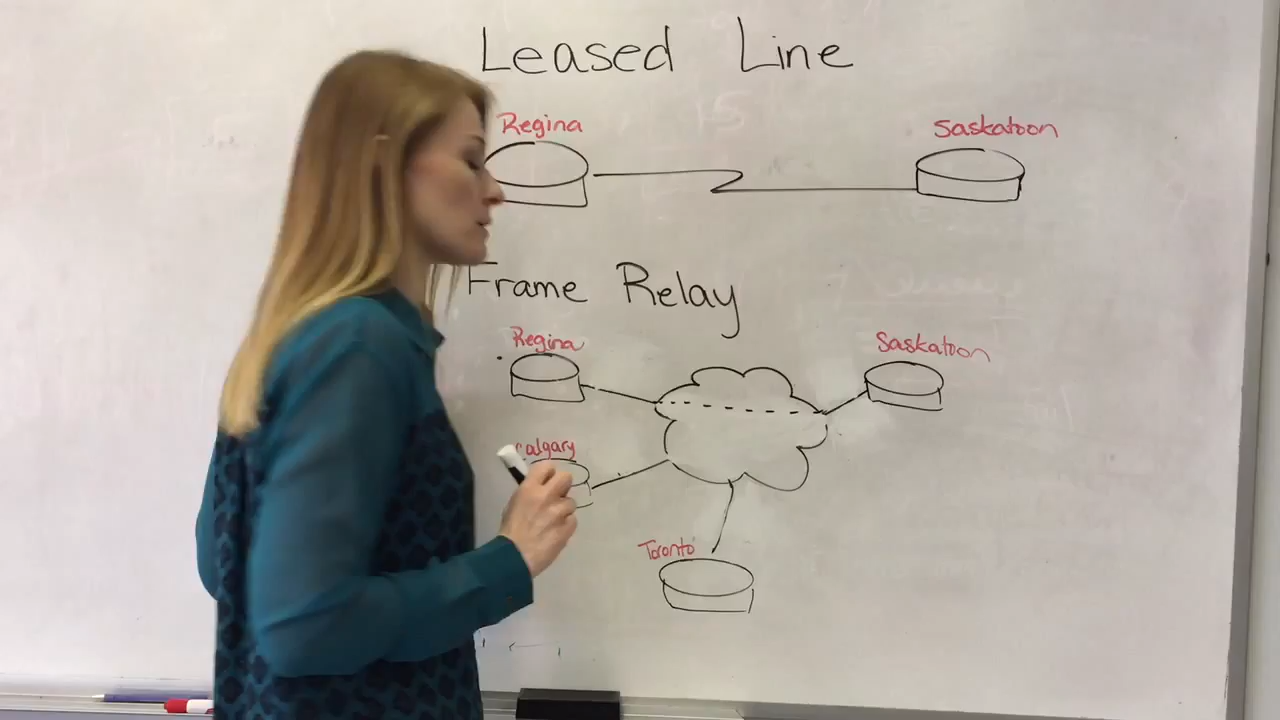 Leased Line
Regina Saskatoon
Frame Relay
Regina Saskatoon
Calgary
Toronto